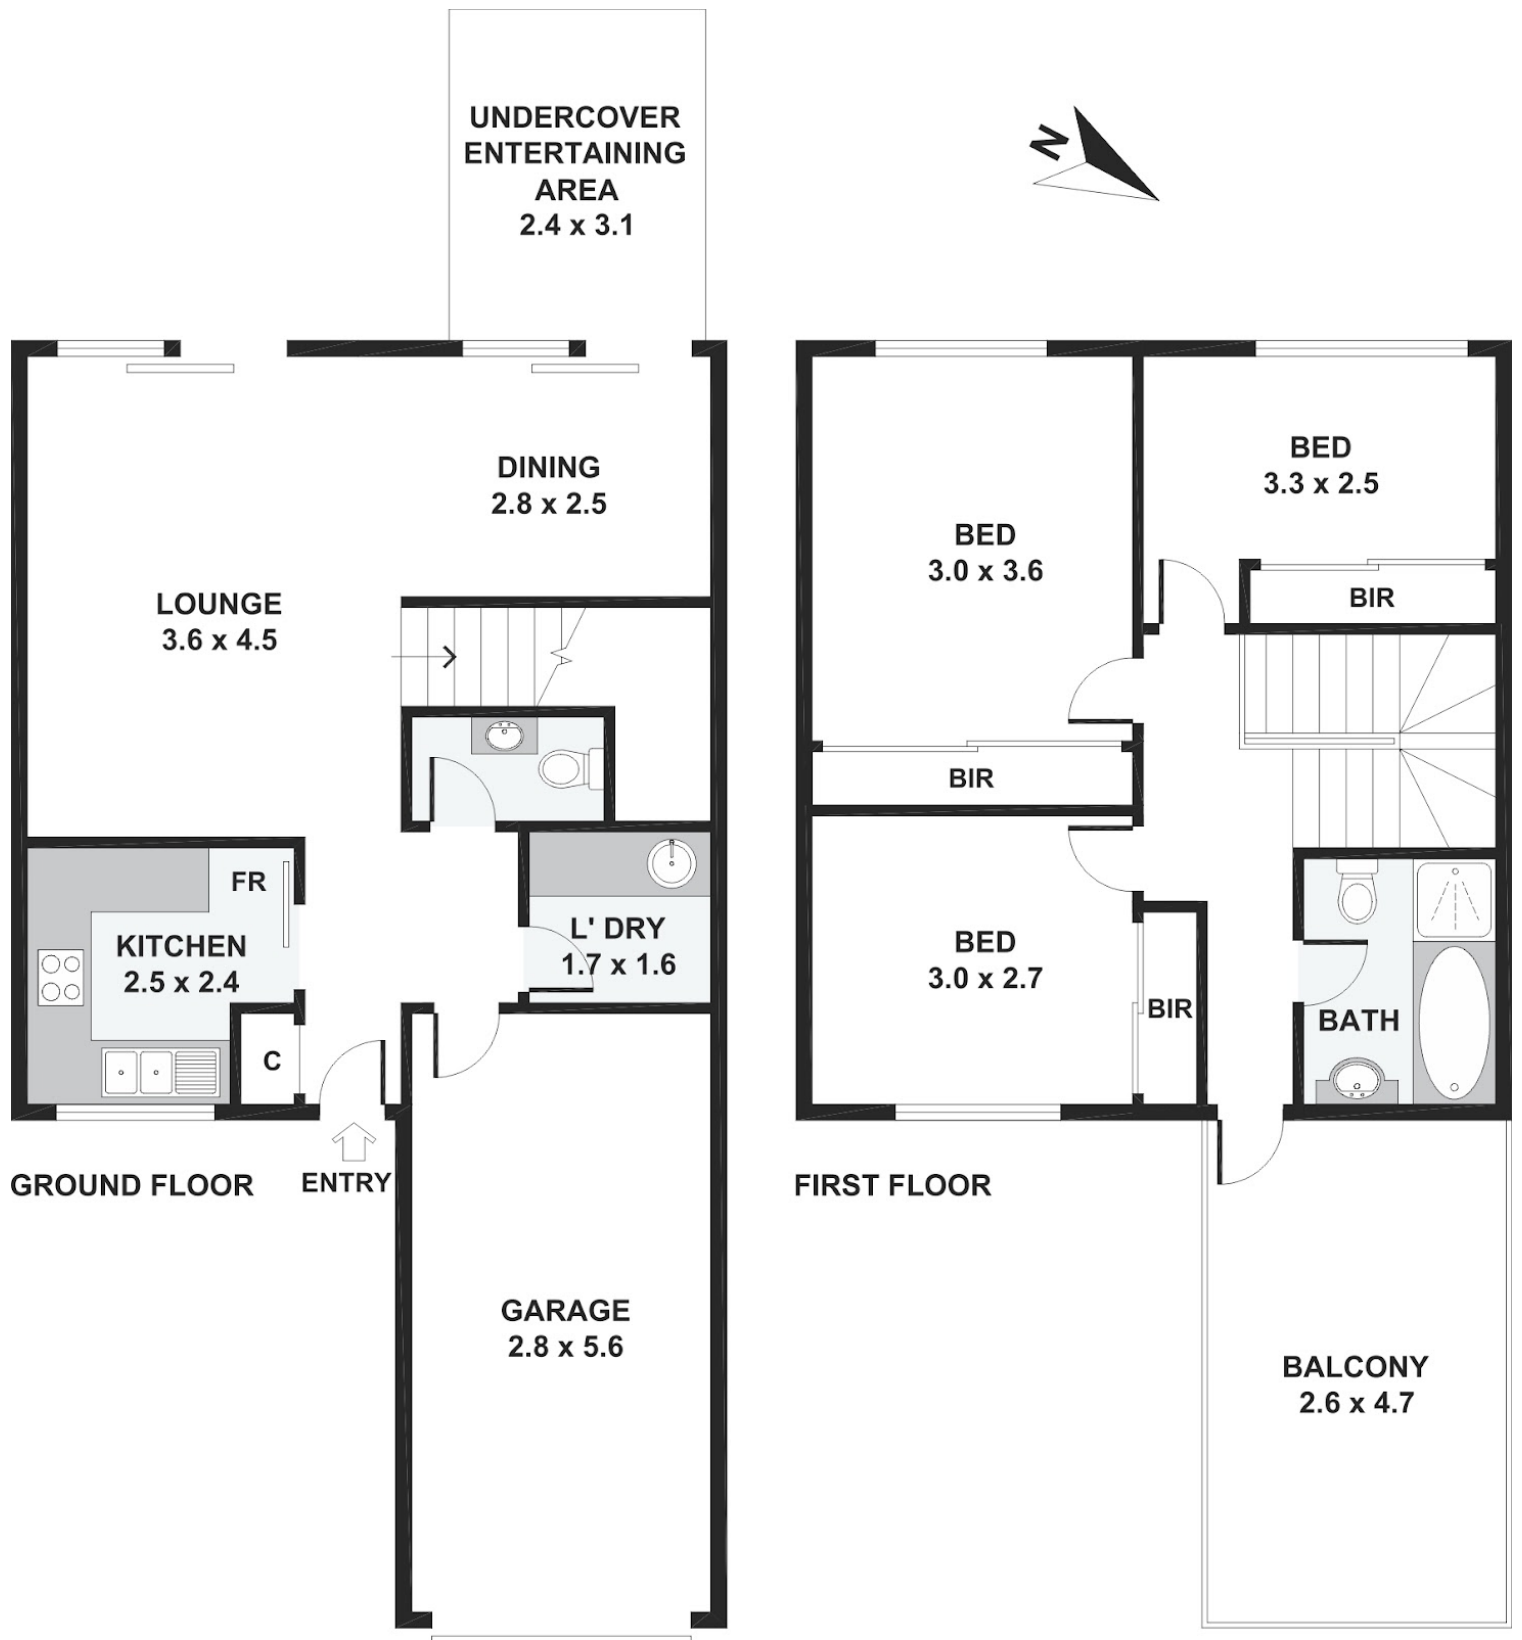 UNDERCOVER
ENTERTAINING
AREA
2.4 x 3.1
N
DINING
2.8 x 2.5
LOUNGE
3.6 x 4.5
FR
KITCHEN
2.5 x 2.4
L' DRY
1.7 x 1.6
C
GROUND FLOOR
ENTRY
GARAGE
2.8 x 5.6
BED
3.3 x 2.5
BED
3.0 x 3.6
BIR
BIR
BED
3.0 x 2.7
BIR
BATH
FIRST FLOOR
BALCONY
2.6 x 4.7